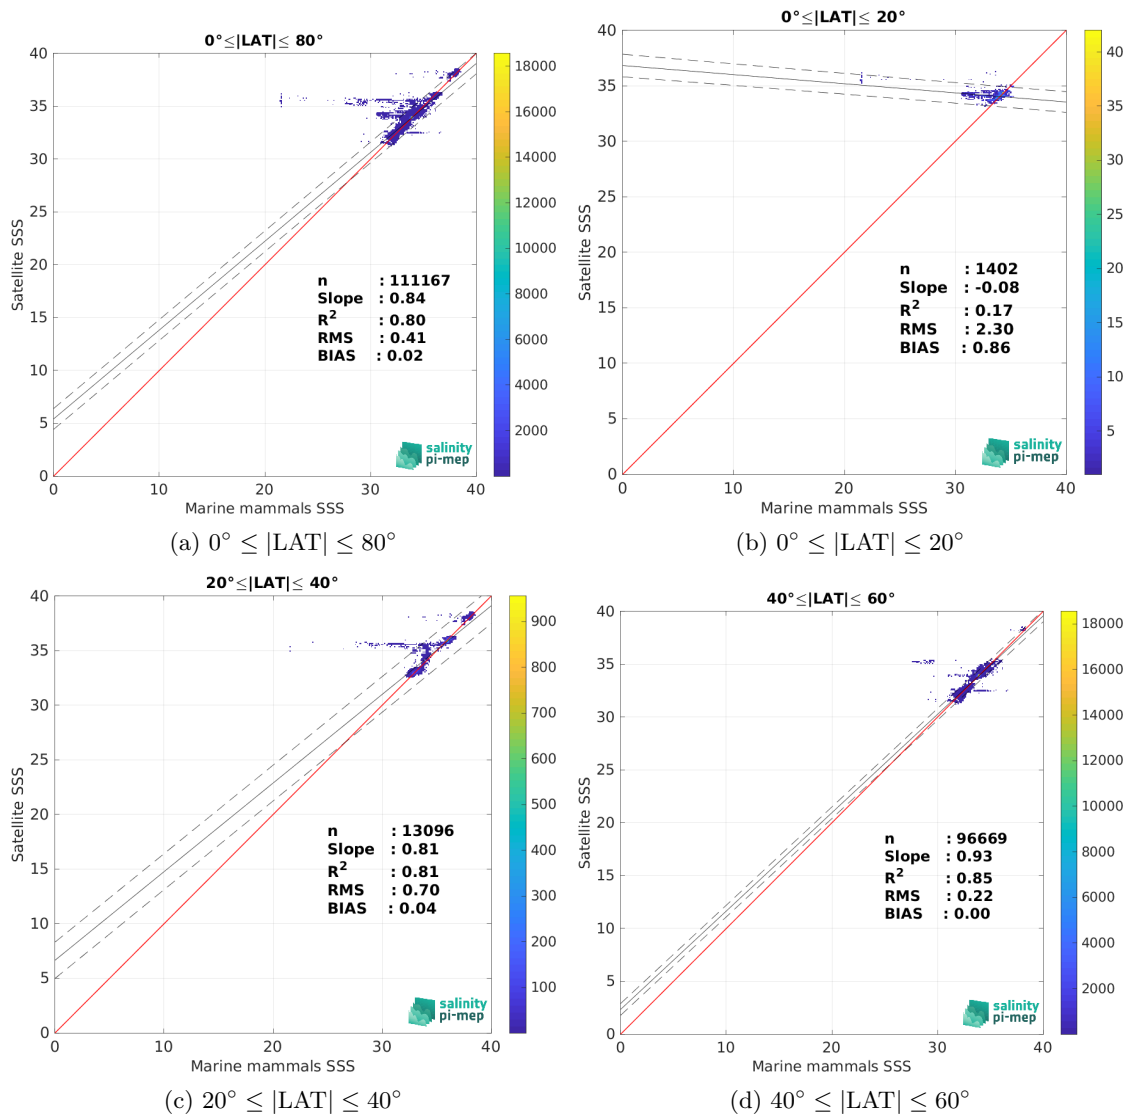 0°≤|LAT|≤ 80°
40
35
30
25
20
15
10
5
0
Satellite SSS
n : 111167
Slope : 0.84
R² : 0.80
RMS : 0.41
BIAS : 0.02
salinity
pi-mep
0 10 20 30 40
Marine mammals SSS
18000
16000
14000
12000
10000
8000
6000
4000
2000
(a) 0° ≤ |LAT| ≤ 80°
0°≤|LAT|≤ 20°
40
35
30
25
20
15
10
5
0
Satellite SSS
n : 1402
Slope : -0.08
R² : 0.17
RMS : 2.30
BIAS : 0.86
salinity
pi-mep
0 10 20 30 40
Marine mammals SSS
40
35
30
25
20
15
10
5
(b) 0° ≤ |LAT| ≤ 20°
20°≤|LAT|≤ 40°
40
35
30
25
20
15
10
5
0
Satellite SSS
n : 13096
Slope : 0.81
R² : 0.81
RMS : 0.70
BIAS : 0.04
salinity
pi-mep
0 10 20 30 40
Marine mammals SSS
900
800
700
600
500
400
300
200
100
(c) 20° ≤ |LAT| ≤ 40°
40°≤|LAT|≤ 60°
40
35
30
25
20
15
10
5
0
Satellite SSS
n : 96669
Slope : 0.93
R² : 0.85
RMS : 0.22
BIAS : 0.00
salinity
pi-mep
0 10 20 30 40
Marine mammals SSS
18000
16000
14000
12000
10000
8000
6000
4000
2000
(d) 40° ≤ |LAT| ≤ 60°